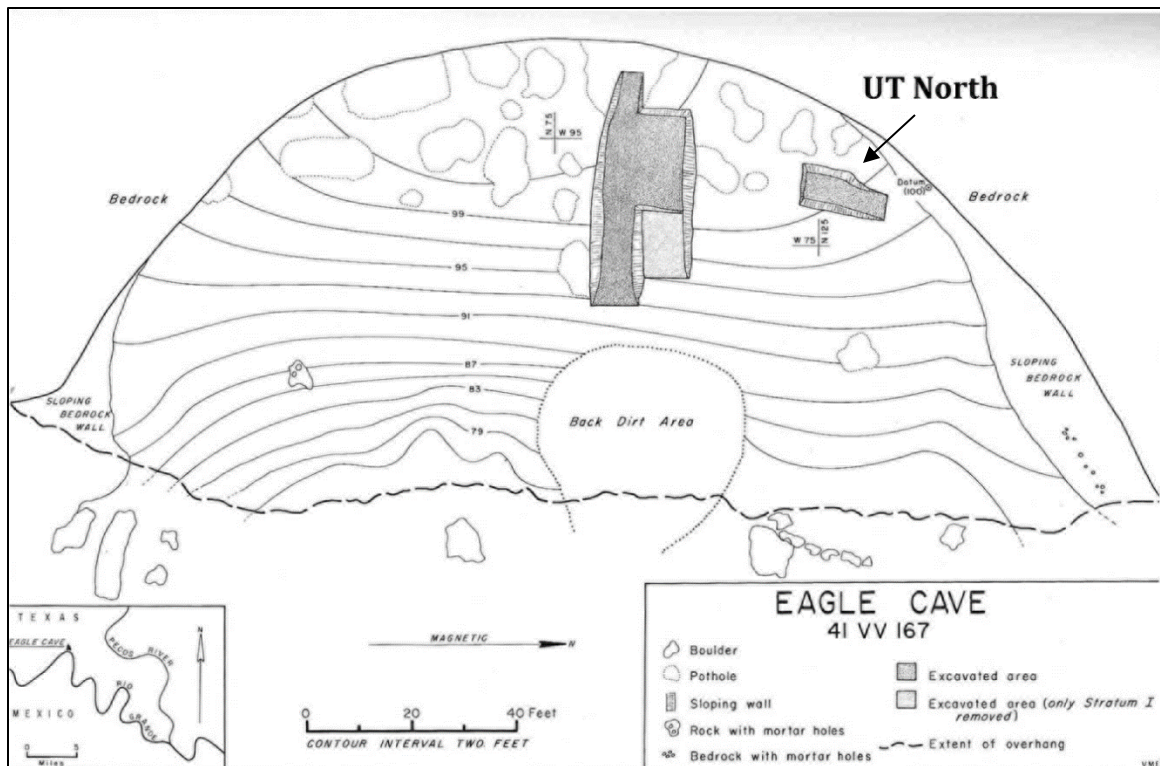 UT North
N 75
W 95
Bedrock
Datum
(100)
Bedrock
99
W 75
N 125
95
91
87
83
79
SLOPING
BEDROCK
WALL
SLOPING
BEDROCK
WALL
Back Dirt Area
TEXAS
EAGLE CAVE
PECOS RIVER
RIO
GRANDE
MEXICO
N
0 5
Miles
MAGNETIC N
0 20 40 Feet
CONTOUR INTERVAL TWO FEET
EAGLE CAVE
41 VV 167
Boulder
Pothole
Sloping wall
Rock with mortar holes
Bedrock with mortar holes
Excavated area
Excavated area (only Stratum I
removed)
Extent of overhang